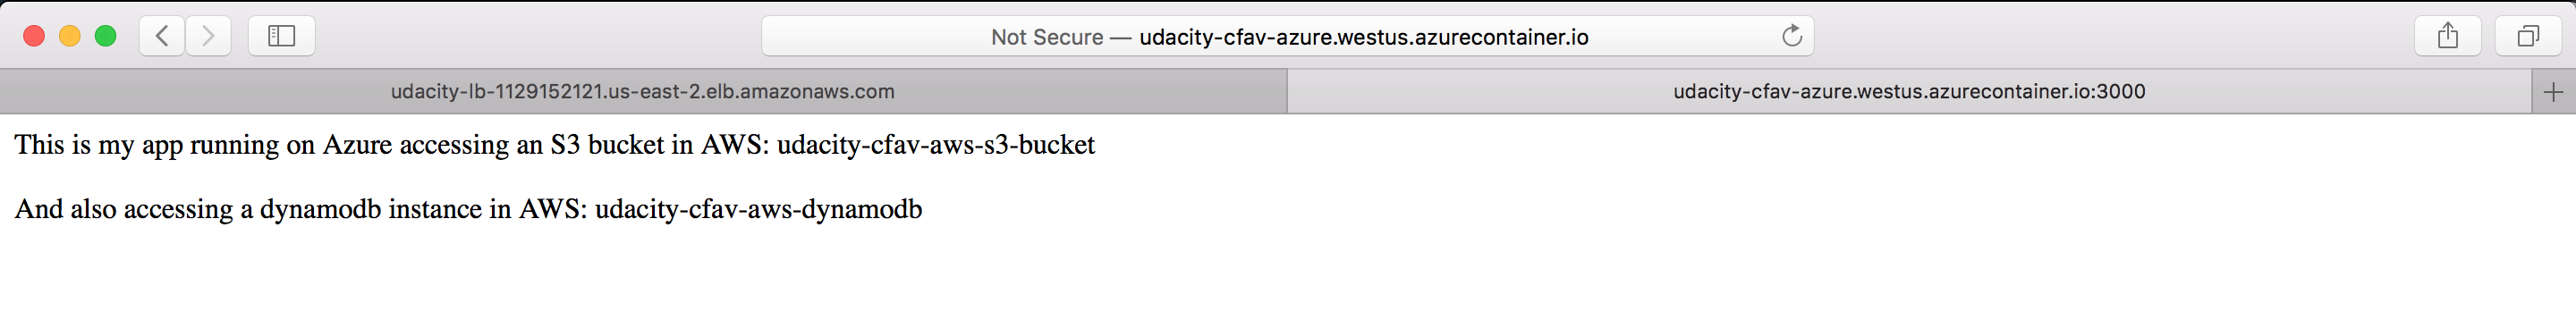 Not Secure — udacity-cfav-azure.westus.azurecontainer.io
udacity-lb-1129152121.us-east-2.elb.amazonaws.com
udacity-cfav-azure.westus.azurecontainer.io:3000
This is my app running on Azure accessing an S3 bucket in AWS: udacity-cfav-aws-s3-bucket
And also accessing a dynamodb instance in AWS: udacity-cfav-aws-dynamodb